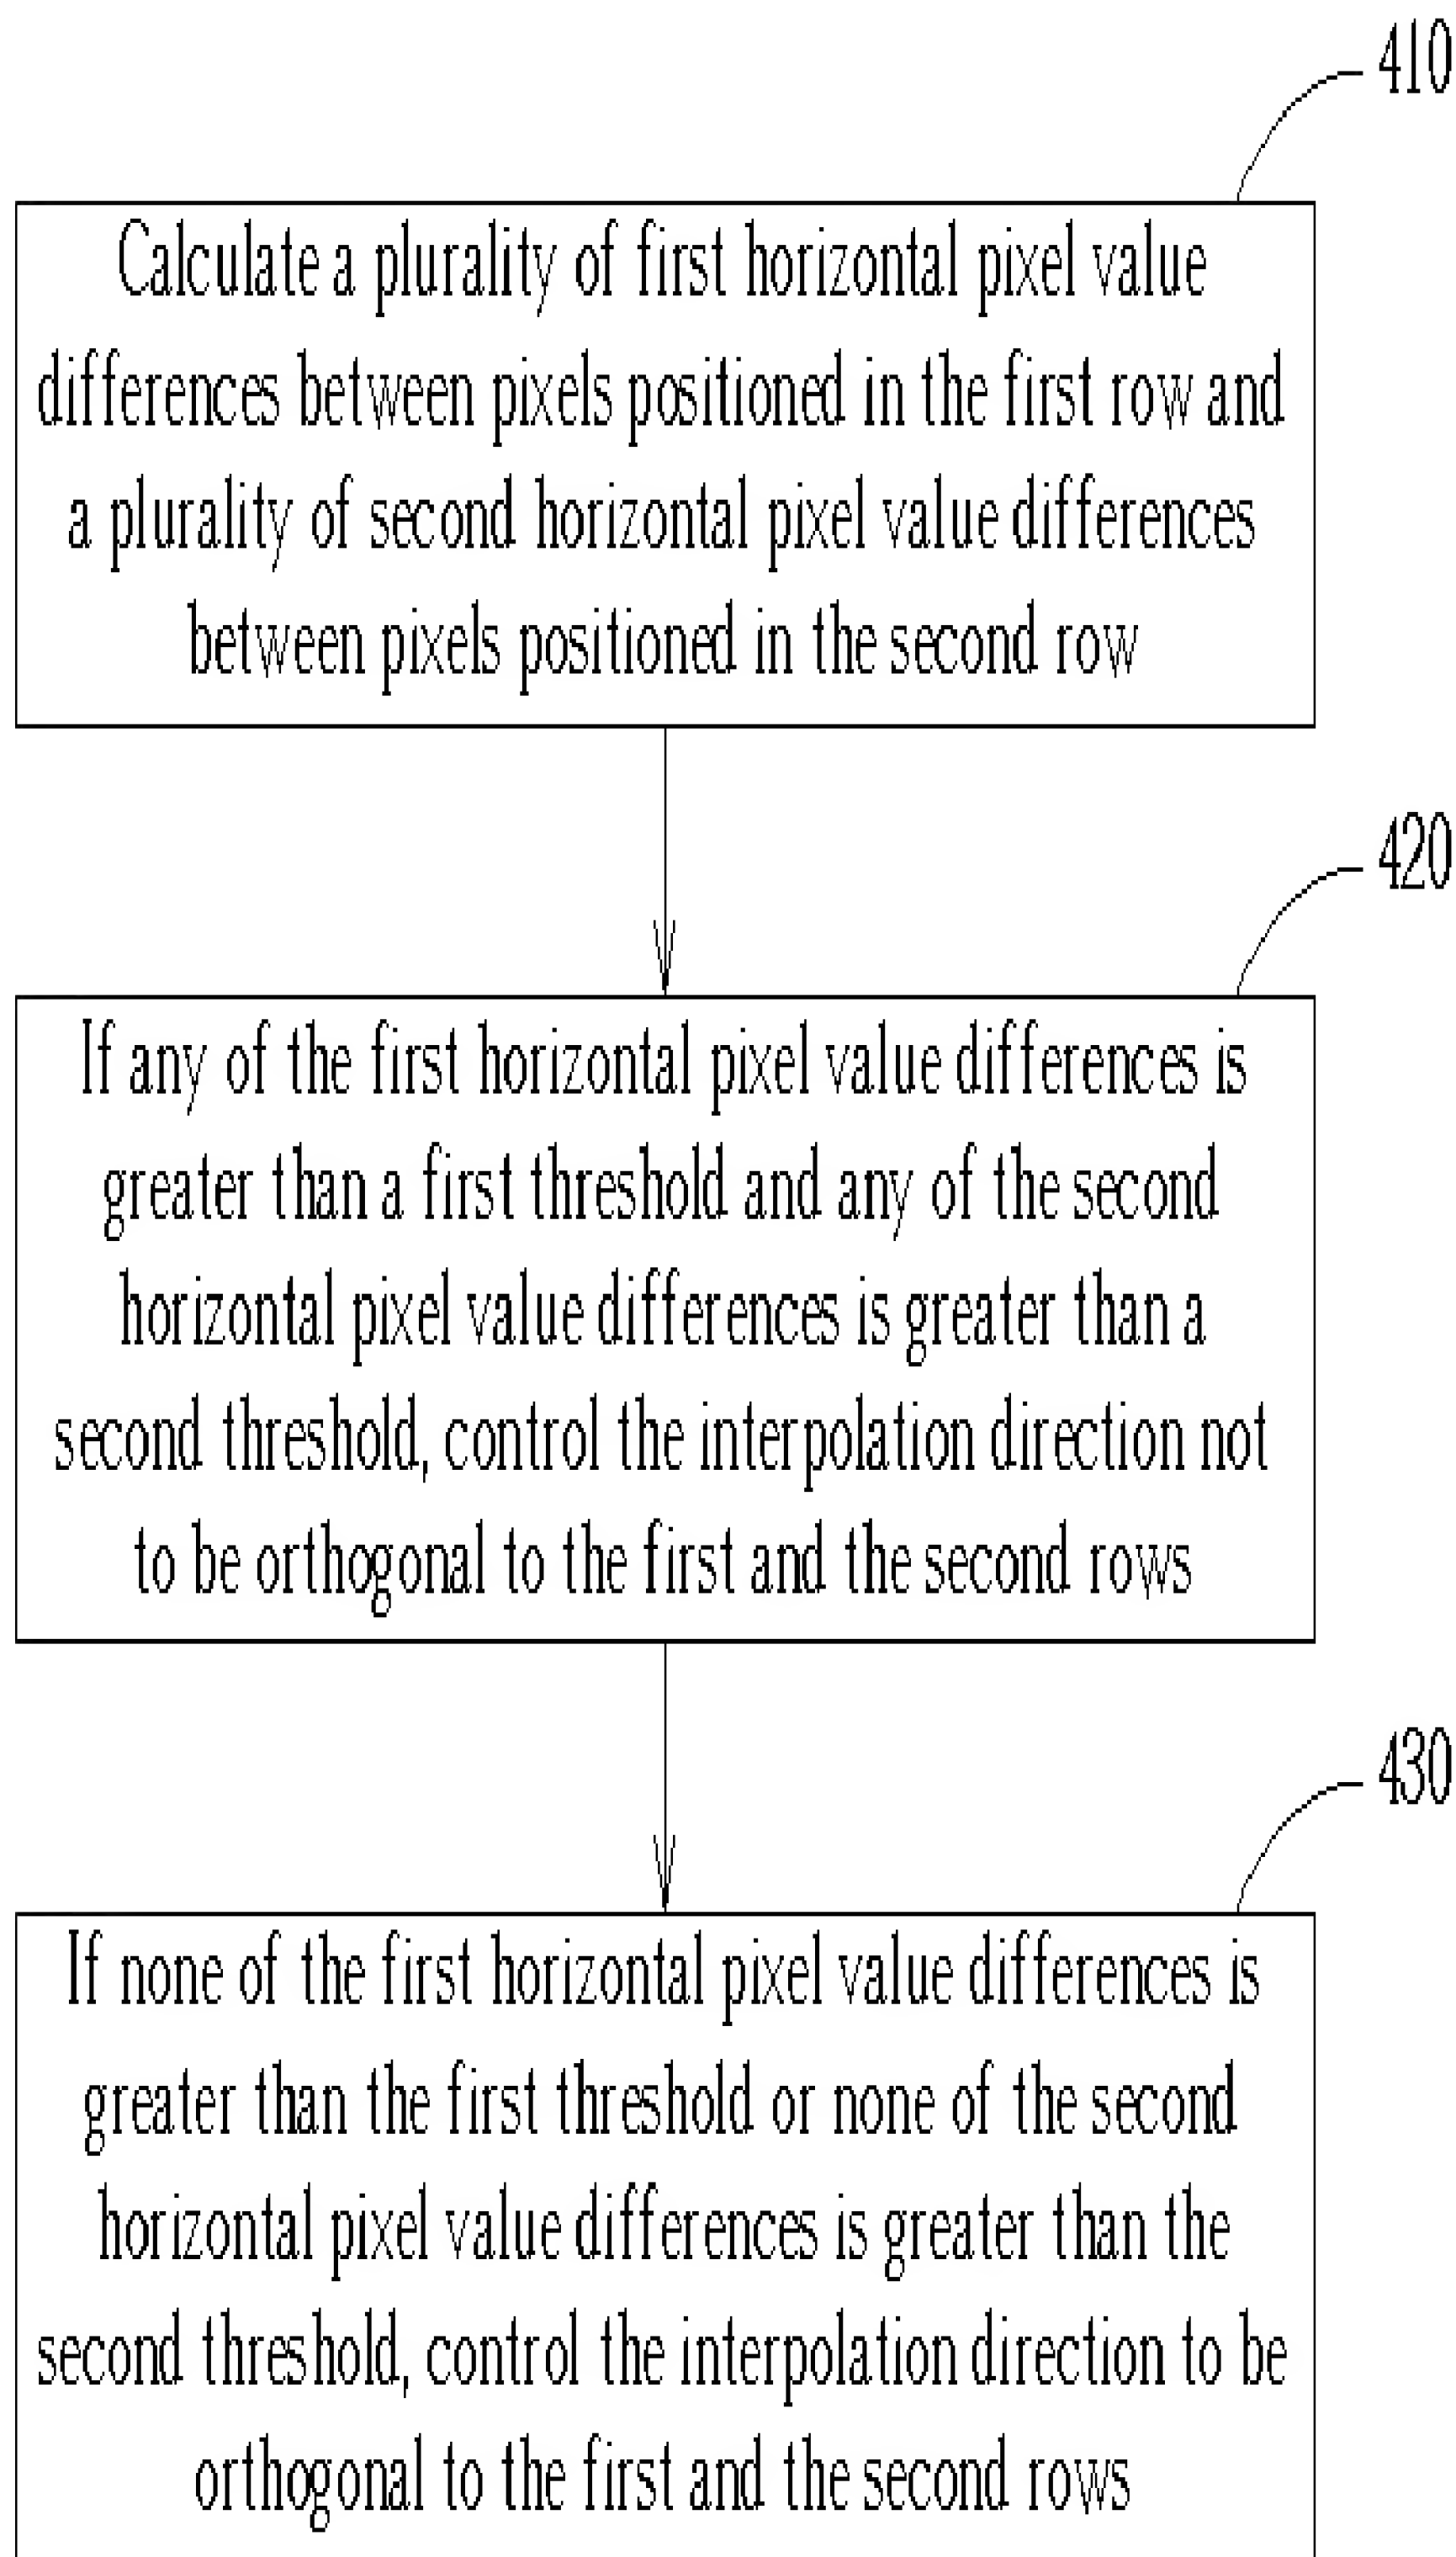 410
Calculate a plurality of first horizontal pixel value
differences between pixels positioned in the first row and
a plurality of second horizontal pixel value differences
between pixels positioned in the second row
420
If any of the first horizontal pixel value differences is
greater than a first threshold and any of the second
horizontal pixel value differences is greater than a
second threshold, control the interpolation direction not
to be orthogonal to the first and the second rows
430
If none of the first horizontal pixel value differences is
greater than the first threshold or none of the second
horizontal pixel value differences is greater than the
second threshold, control the interpolation direction to be
orthogonal to the first and the second rows